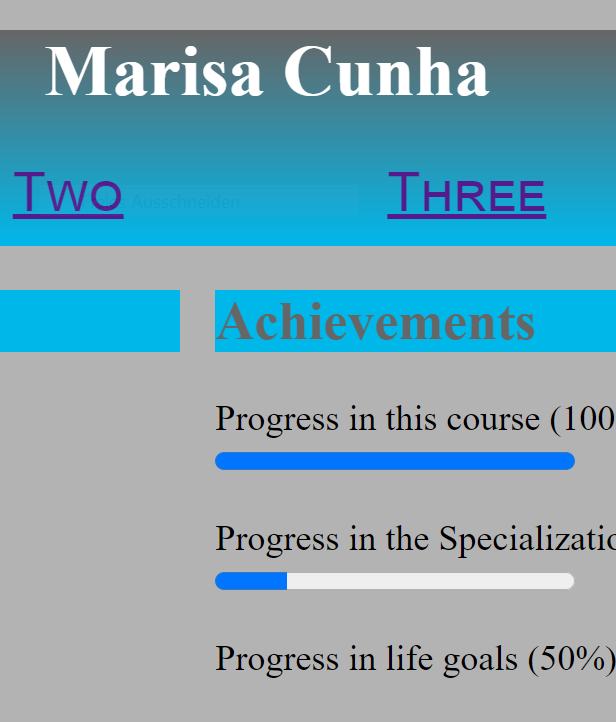 Marisa Cunha
Two Ausschneiden Three
Achievements
Progress in this course (100
Progress in the Specializatio
Progress in life goals (50%)